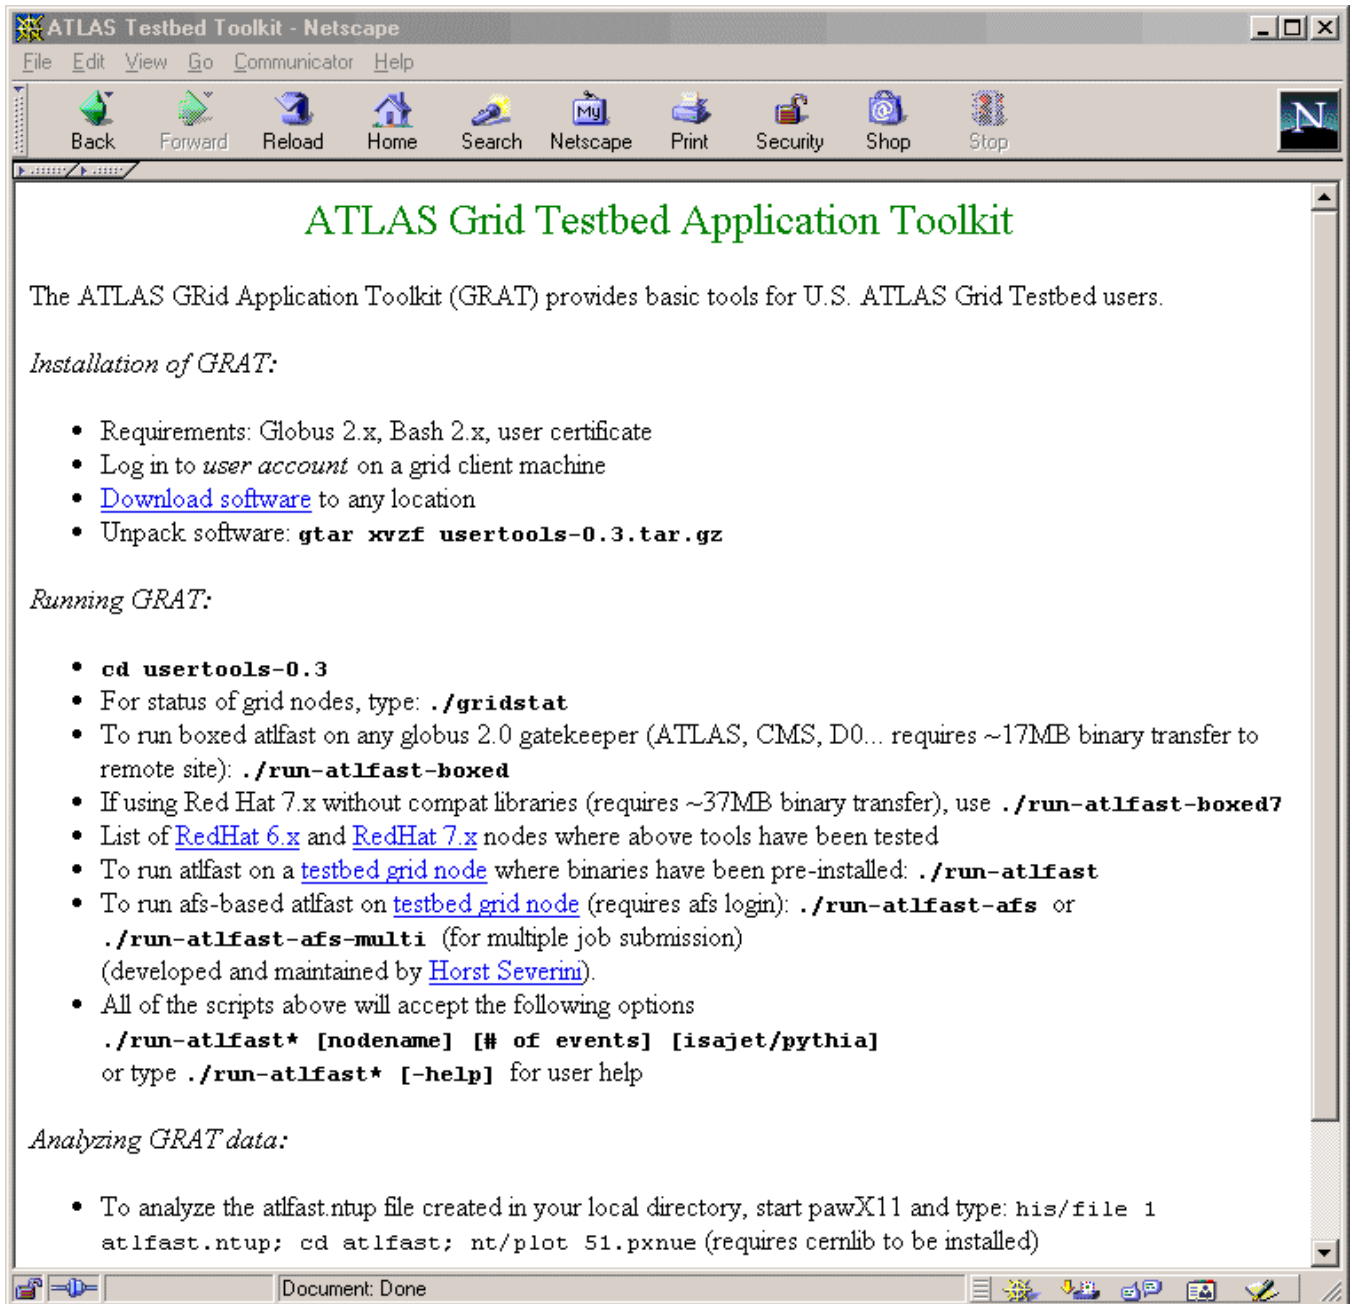 ATLAS Testbed Toolkit - Netscape
File Edit View Go Communicator Help
My
N
Back Forward Reload Home Search Netscape Print Security Shop Stop
ATLAS Grid Testbed Application Toolkit
The ATLAS GRid Application Toolkit (GRAT) provides basic tools for U.S. ATLAS Grid Testbed users.
Installation of GRAT:
• Requirements: Globus 2.x, Bash 2.x, user certificate
• Log in to user account on a grid client machine
• Download software to any location
• Unpack software: gtar xvzf usertools-0.3.tar.gz
Running GRAT:
• cd usertools-0.3
• For status of grid nodes, type: ./gridstat
• To run boxed atlfast on any globus 2.0 gatekeeper (ATLAS, CMS, D0... requires ~17MB binary transfer to
remote site): ./run-atlfast-boxed
• If using Red Hat 7.x without compat libraries (requires ~37MB binary transfer), use ./run-atlfast-boxed7
• List of RedHat 6.x and RedHat 7.x nodes where above tools have been tested
• To run atlfast on a testbed grid node where binaries have been pre-installed: ./run-atlfast
• To run afs-based atlfast on testbed grid node (requires afs login): ./run-atlfast-afs or
./run-atlfast-afs-multi (for multiple job submission)
(developed and maintained by Horst Severini).
• All of the scripts above will accept the following options
./run-atlfast* [nodename] [# of events] [isajet/pythia]
or type ./run-atlfast* [-help] for user help
Analyzing GRAT data:
• To analyze the atlfast.ntup file created in your local directory, start pawX11 and type: his/file 1
atlfast.ntup; cd atlfast; nt/plot 51.pxnue (requires cernlib to be installed)
Document: Done